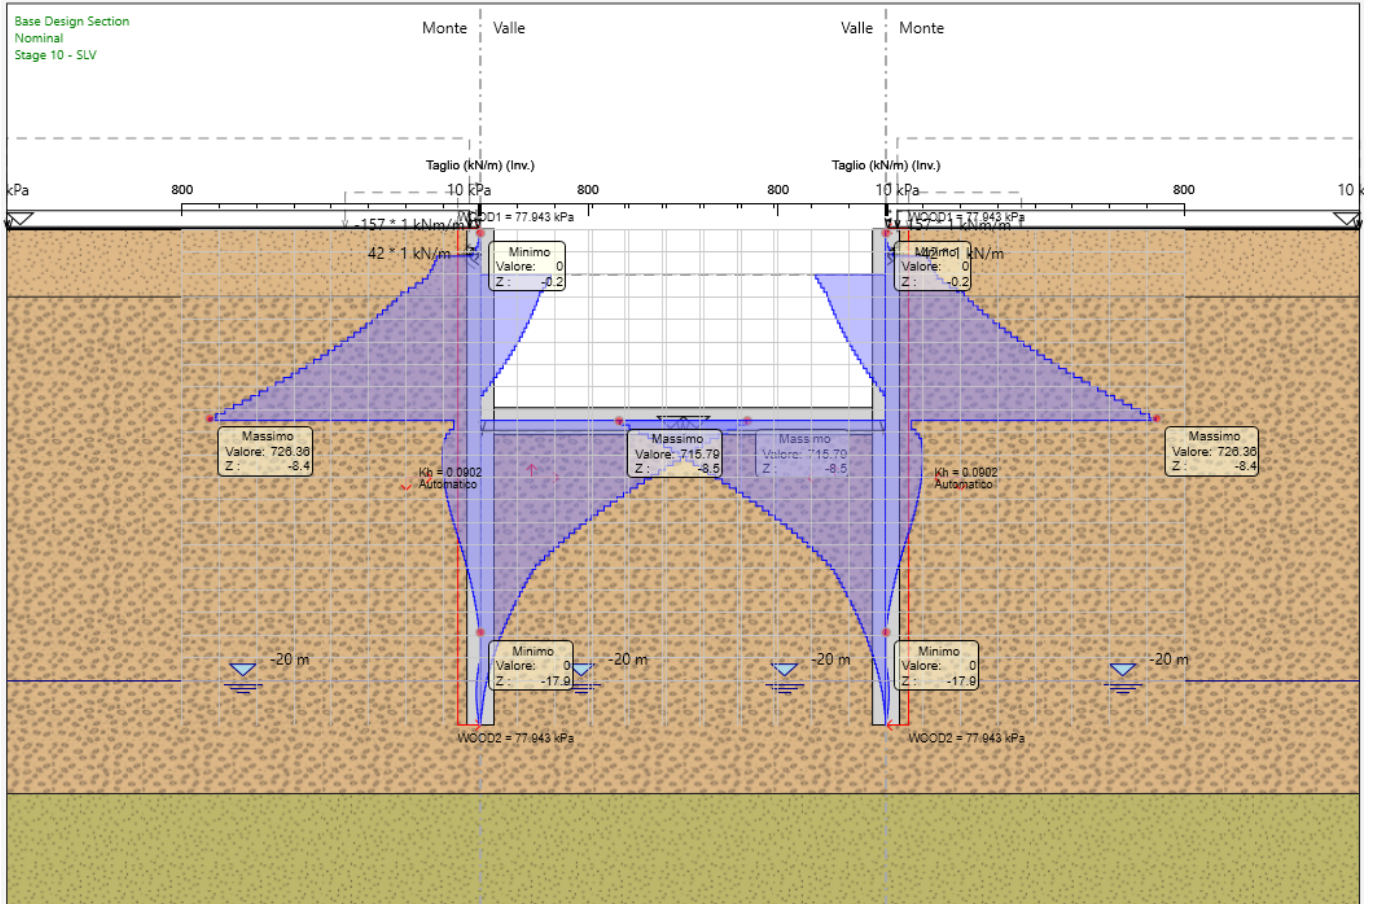 Base Design Section
Nominal
Stage 10 - SLV
Monte
Valle
Valle
Monte
Taglio (kN/m) (Inv.)
Taglio (kN/m) (Inv.)
kPa
800
10 kPa
800
800
10 kPa
800
10
WOOD1 = 77.943 kPa
WOOD1 = 77.943 kPa
-157 * 1 kNm/m
42 * 1 kN/m
Minimo
Valore: 0
Z : -0.2
Valore: 0
Z : -0.2
Massimo
Valore: 726.36
Z : -8.4
Massimo
Valore: 715.79
Z : -8.5
Massimo
Valore: 715.79
Z : -8.5
Massimo
Valore: 726.36
Z : -8.4
Kh = 0.0902
Automatico
Kh = 0.0902
Automatico
Minimo
Valore: 0
Z : -17.9
Minimo
Valore: 0
Z : -17.9
-20 m
-20 m
-20 m
-20 m
WOOD2 = 77.943 kPa
WOOD2 = 77.943 kPa